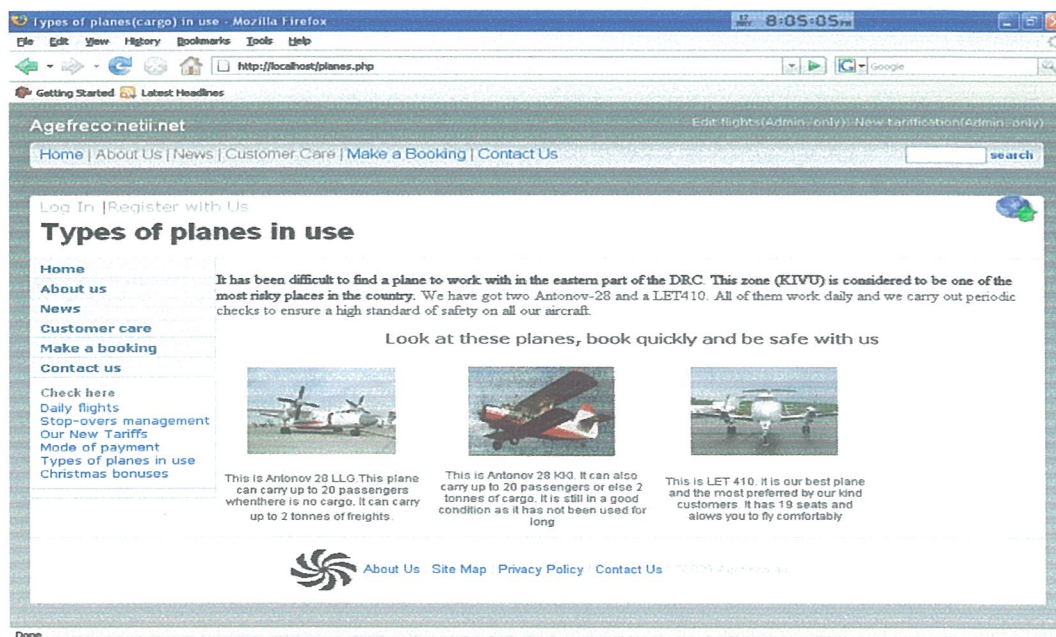 Types of planes(cargo) in use - Mozilla Firefox
8:05:05 PM
File Edit View History Bookmarks Tools Help
http://localhost/planes.php
Google
Getting Started Latest Headlines
Agefreco.netii.net
Edit flights(Admin. only) New tariffication(Admin. only)
Home | About Us | News | Customer Care | Make a Booking | Contact Us
search
Log In |Register with Us
Types of planes in use
Home
About us
News
Customer care
Make a booking
Contact us
Check here
Daily flights
Stop-overs management
Our New Tariffs
Mode of payment
Types of planes in use
Christmas bonuses
It has been difficult to find a plane to work with in the eastern part of the DRC. This zone (KIVU) is considered to be one of the
most risky places in the country. We have got two Antonov-28 and a LET410. All of them work daily and we carry out periodic
checks to ensure a high standard of safety on all our aircraft.
Look at these planes, book quickly and be safe with us
This is Antonov 28 LLG.This plane
can carry up to 20 passengers
whenthere is no cargo. It can carry
up to 2 tonnes of freights.
This is Antonov 28 KKI. It can also
carry up to 20 passengers or else 2
tonnes of cargo. It is still in a good
condition as it has not been used for
long
This is LET 410. It is our best plane
and the most preferred by our kind
customers. It has 19 seats and
alows you to fly comfortably
About Us Site Map | Privacy Policy | Contact Us
Done